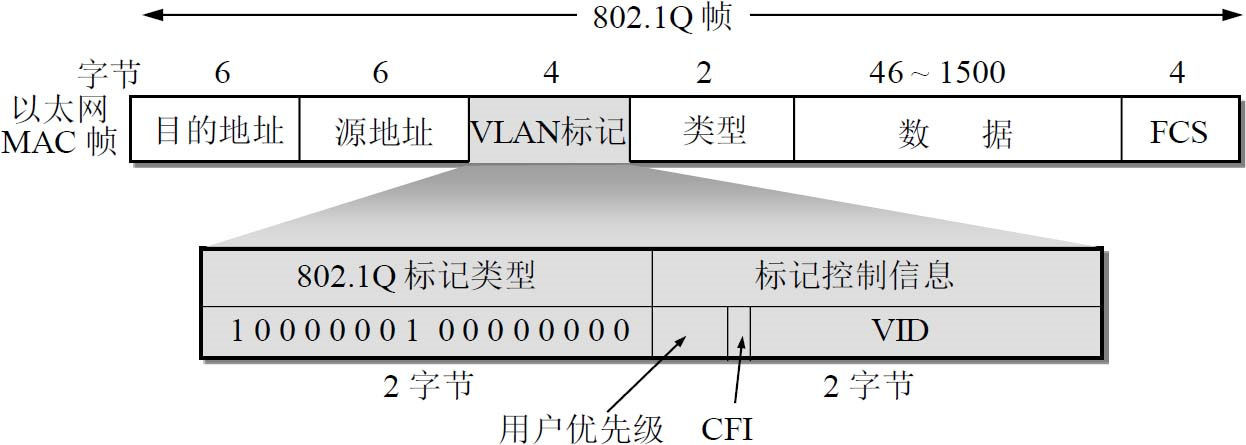 802.1Q 帧
字节 6 6 4 2 46 ~ 1500 4
以太网
MAC 帧 目的地址 源地址 VLAN标记 类型 数 据 FCS
802.1Q 标记类型 标记控制信息
1 0 0 0 0 0 0 1 0 0 0 0 0 0 0 0 VID
2 字节 2 字节
用户优先级 CFI